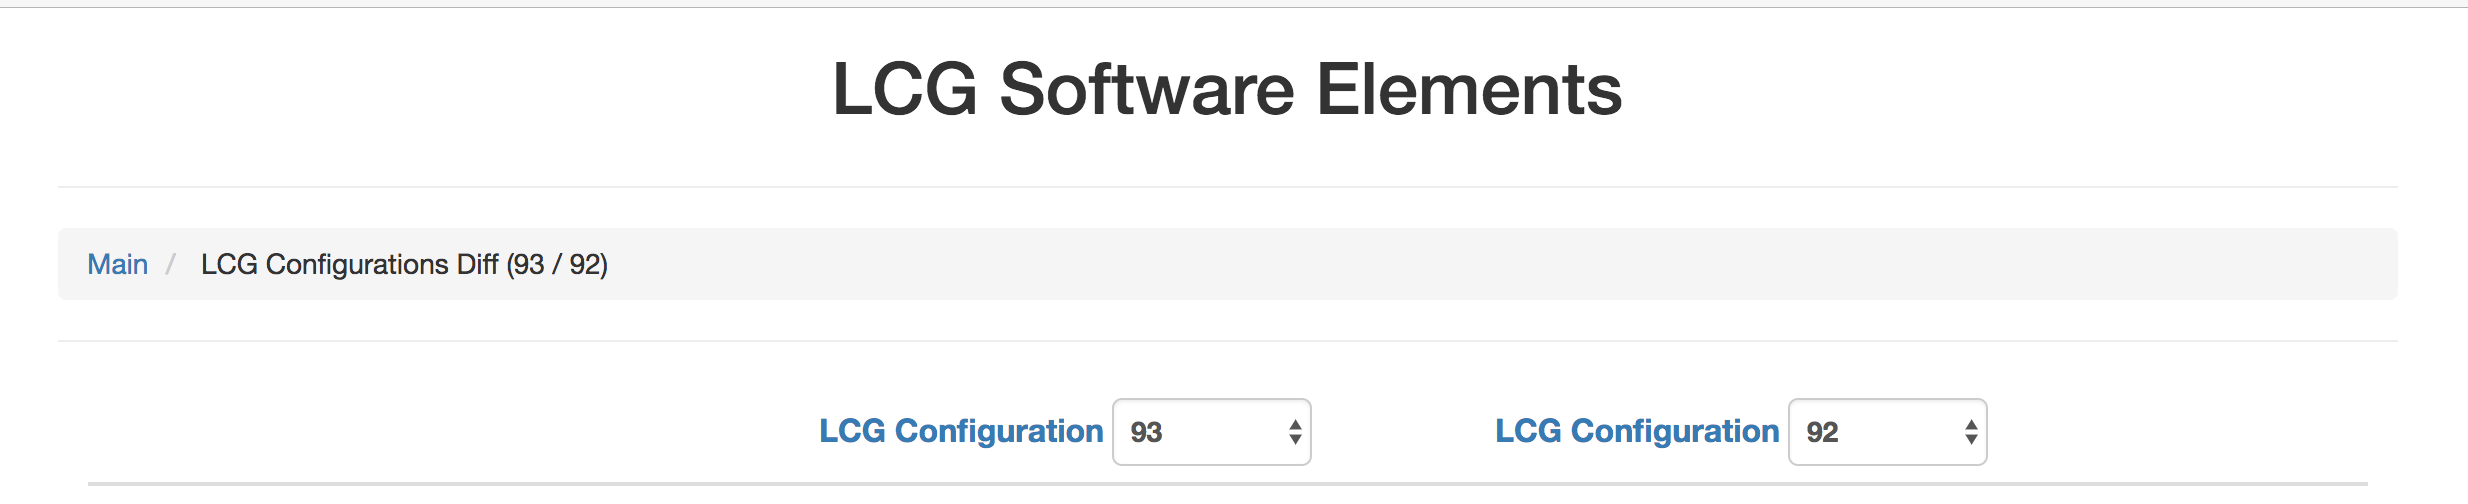 LCG Software Elements
Main / LCG Configurations Diff (93 / 92)
LCG Configuration 93 LCG Configuration 92